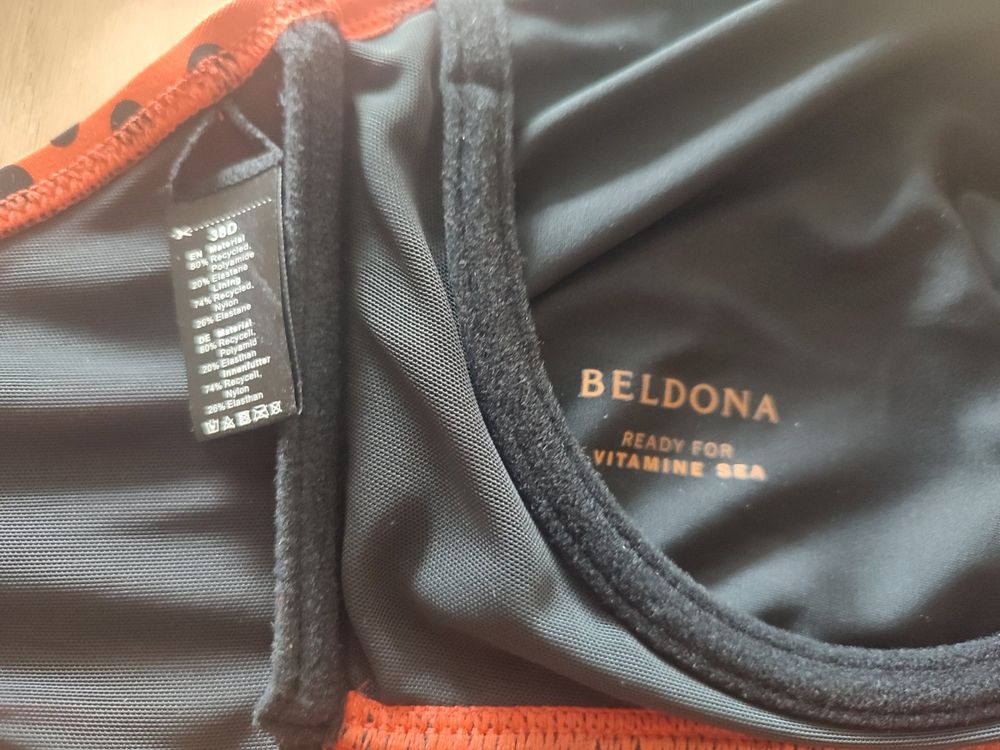 38D
EN Material
80% Recycled,
Polyamide
20% Elastane
Lining
74% Recycled,
Nylon
26% Elastane
DE Material
80% Recycelt,
Polyamid
20% Elasthan
Innenfutter
74% Recycelt,
Nylon
26% Elasthan
BELDONA
READY FOR
VITAMINE SEA